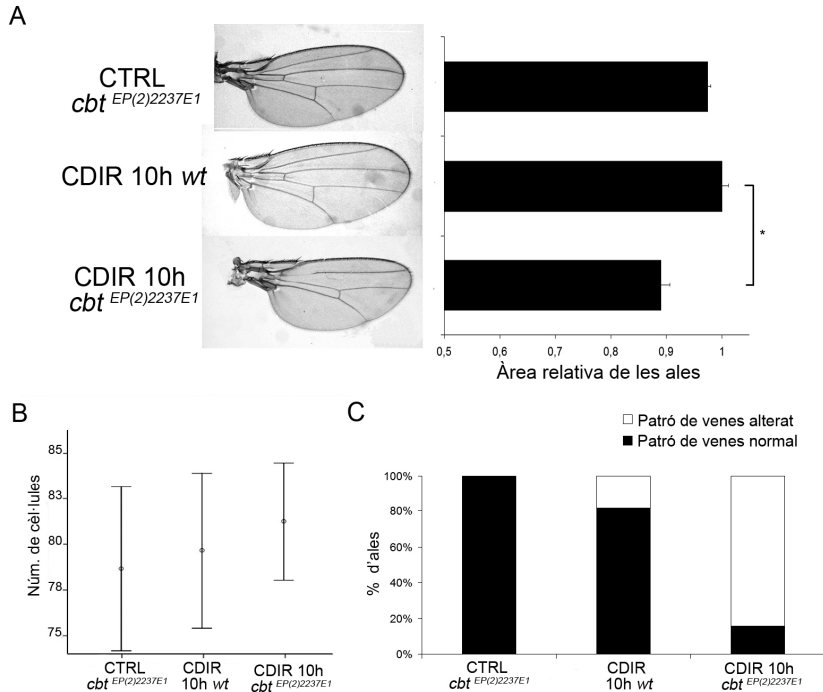 A
CTRL
cbt EP(2)2237E1
CDIR 10h wt
CDIR 10h
cbt EP(2)2237E1
*
0,5 0,6 0,7 0,8 0,9 1
Àrea relativa de les ales
B
Núm. de cèl·lules
85
83
80
78
75
CTRL
cbt EP(2)2237E1
CDIR
10h wt
CDIR 10h
cbt EP(2)2237E1
C
Patró de venes alterat
Patró de venes normal
% d'ales
100%
80%
60%
40%
20%
0%
CTRL
cbt EP(2)2237E1
CDIR
10h wt
CDIR 10h
cbt EP(2)2237E1